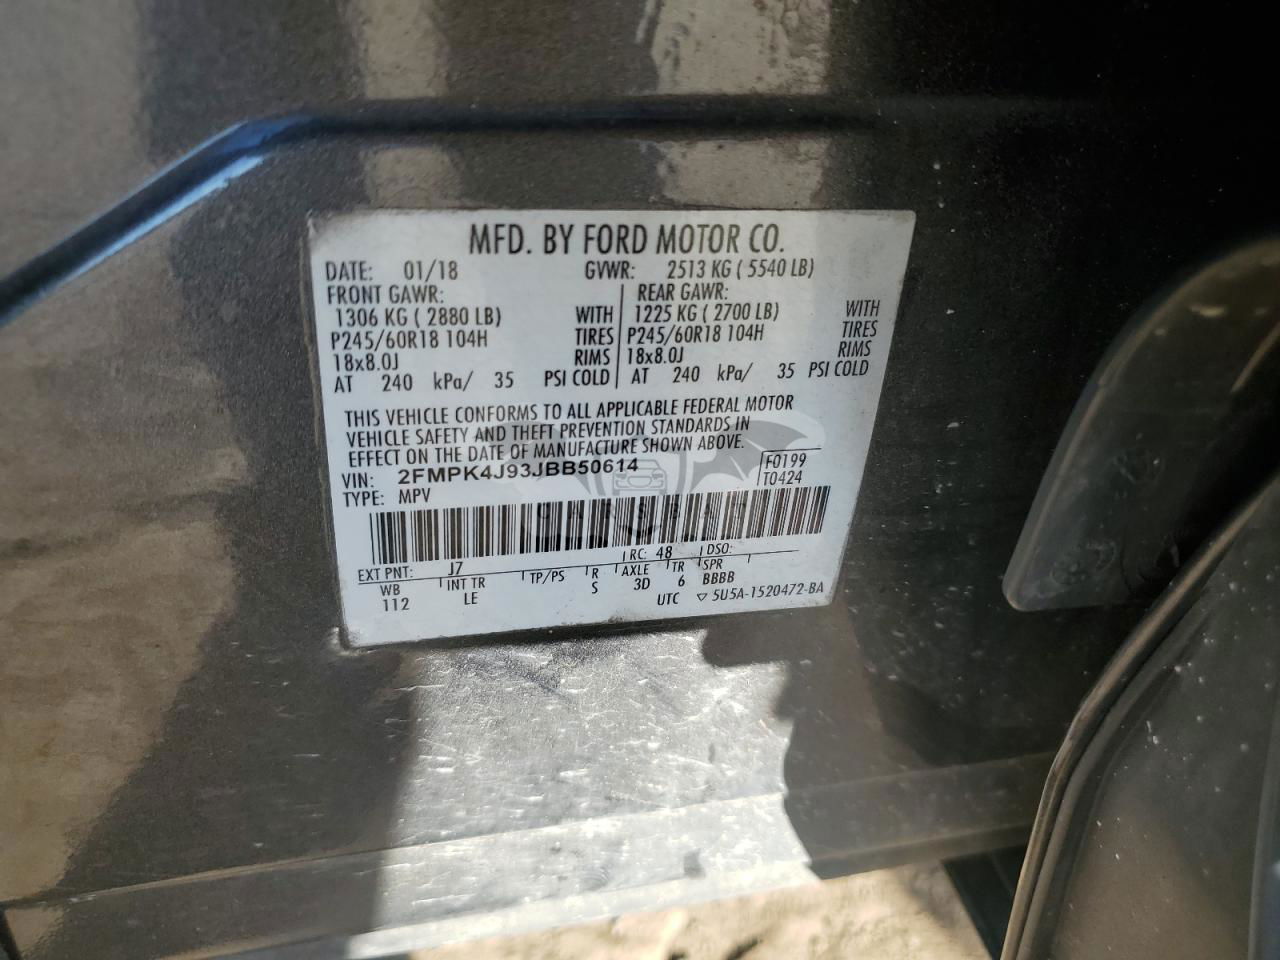 MFD. BY FORD MOTOR CO.
DATE: 01/18 GVWR: 2513 KG ( 5540 LB)
FRONT GAWR: REAR GAWR:
1306 KG ( 2880 LB) WITH 1225 KG ( 2700 LB) WITH
P245/60R18 104H TIRES P245/60R18 104H TIRES
18x8.0J RIMS 18x8.0J RIMS
AT 240 kPa/ 35 PSI COLD AT 240 kPa/ 35 PSI COLD
THIS VEHICLE CONFORMS TO ALL APPLICABLE FEDERAL MOTOR
VEHICLE SAFETY AND THEFT PREVENTION STANDARDS IN
EFFECT ON THE DATE OF MANUFACTURE SHOWN ABOVE.
VIN: 2FMPK4J93JBB50614 F0199
TYPE: MPV T0424
EXT PNT: J7 RC: 48 DSO:
WB INT TR TP/PS R AXLE TR SPR
112 LE S 3D 6 BBBB
UTC ▽ 5U5A-1520472-BA